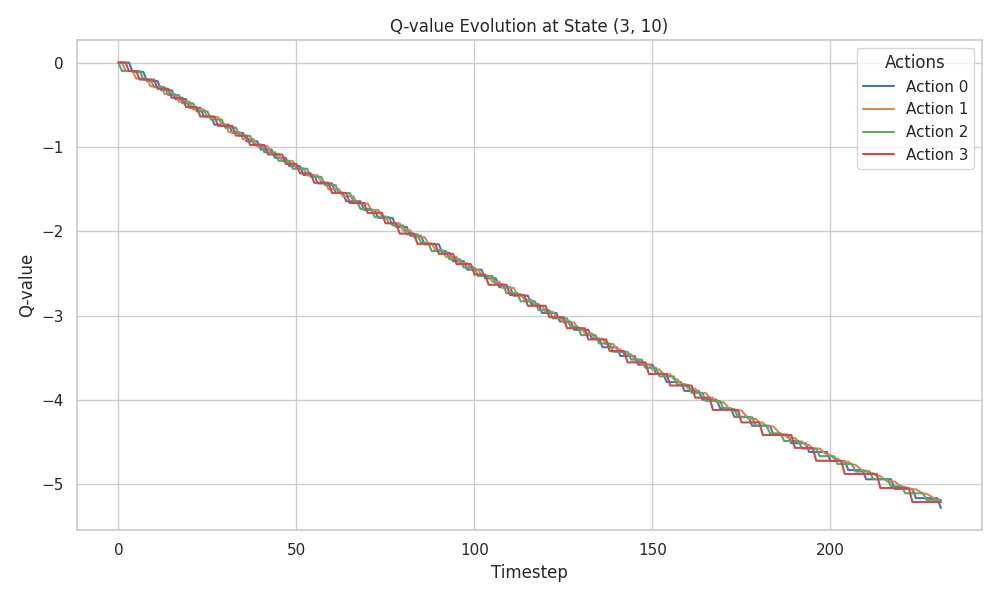 Q-value Evolution at State (3, 10)
Actions
Action 0
Action 1
Action 2
Action 3
0
−1
−2
−3
−4
−5
Q-value
0 50 100 150 200
Timestep